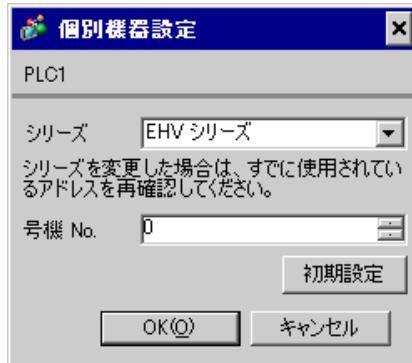 個別機器設定
PLC1
シリーズ EHV シリーズ
シリーズを変更した場合は、すでに使用されてい
るアドレスを再確認してください。
号機 No. 0
初期設定
OK(O) キャンセル